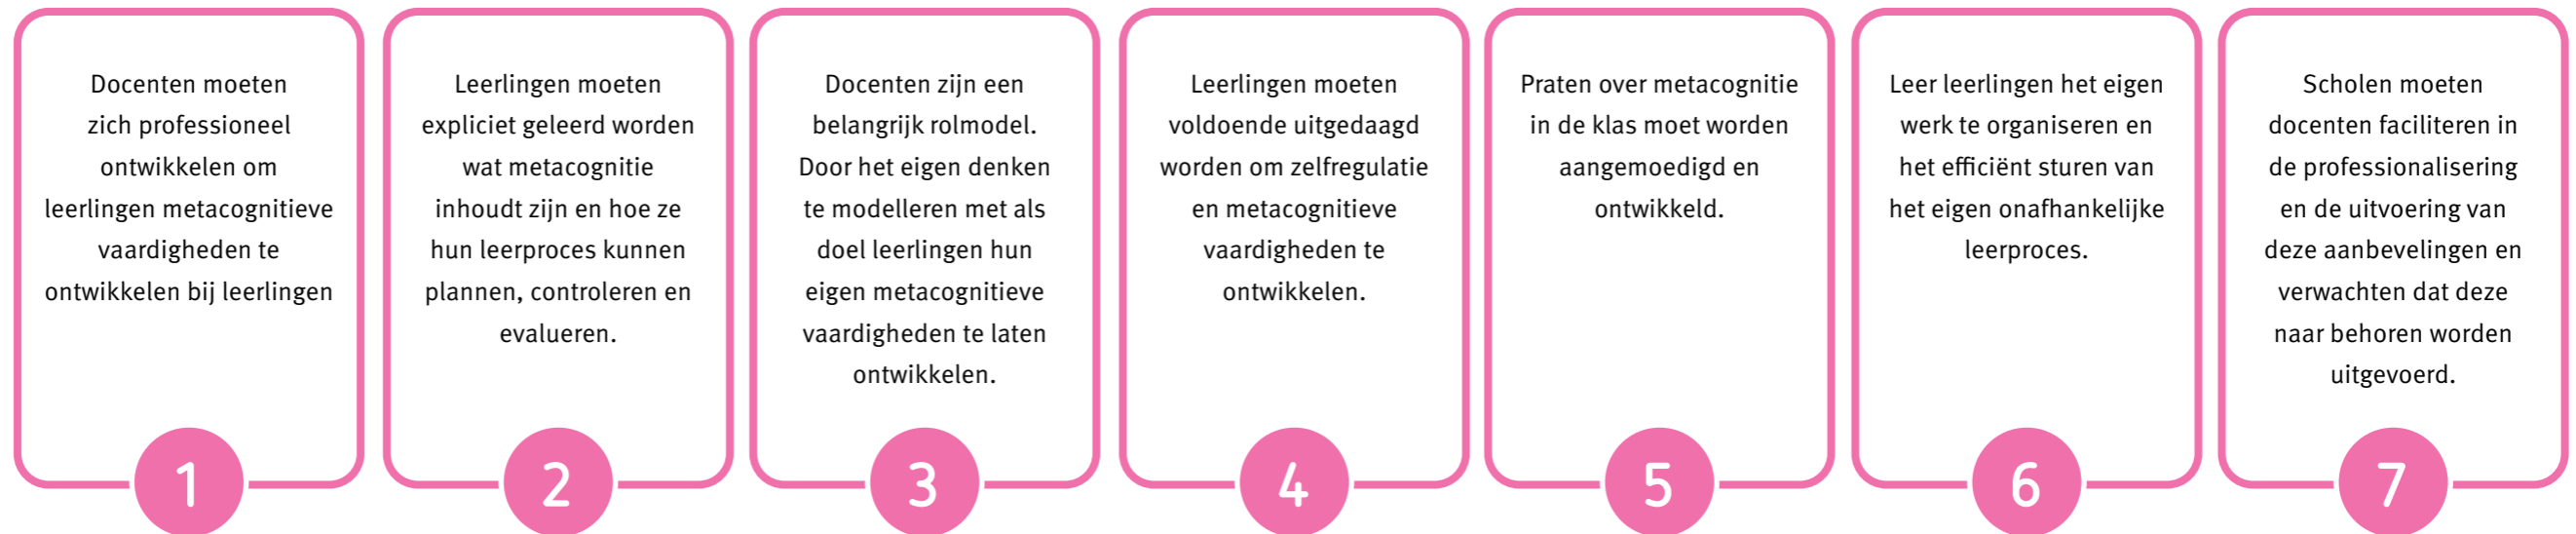 Docenten moeten
zich professioneel
ontwikkelen om
leerlingen metacognitieve
vaardigheden te
ontwikkelen bij leerlingen
1
Leerlingen moeten
expliciet geleerd worden
wat metacognitie
inhoudt zijn en hoe ze
hun leerproces kunnen
plannen, controleren en
evalueren.
2
Docenten zijn een
belangrijk rolmodel.
Door het eigen denken
te modelleren met als
doel leerlingen hun
eigen metacognitieve
vaardigheden te laten
ontwikkelen.
3
Leerlingen moeten
voldoende uitgedaagd
worden om zelfregulatie
en metacognitieve
vaardigheden te
ontwikkelen.
4
Praten over metacognitie
in de klas moet worden
aangemoedigd en
ontwikkeld.
5
Leer leerlingen het eigen
werk te organiseren en
het efficiënt sturen van
het eigen onafhankelijke
leerproces.
6
Scholen moeten
docenten faciliteren in
de professionalisering
en de uitvoering van
deze aanbevelingen en
verwachten dat deze
naar behoren worden
uitgevoerd.
7